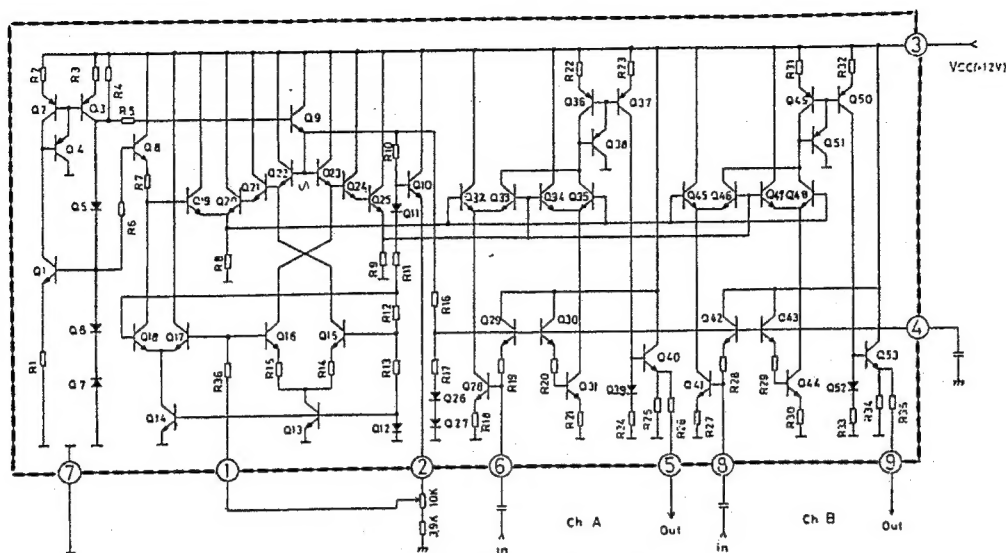 3
VCC(+12V)
R2
R3
R4
R5
Q2
Q3
Q4
Q8
Q9
R7
Q5
R6
Q1
Q6
Q7
R1
Q19
Q20
Q21
Q22
Q23
Q24
Q25
R10
Q10
Q11
R8
R9
R11
R12
R13
R16
R17
Q18
Q17
Q16
Q15
R36
R15
R14
Q14
Q13
Q12
Q26
Q27
R22
R23
Q36
Q37
Q38
Q32
Q33
Q34
Q35
Q29
Q30
Q28
R18
R19
R20
Q31
R21
Q39
R24
Q40
R25
R26
R31
R32
Q50
Q51
Q45
Q46
Q47
Q42
Q43
4
Q41
R27
R28
R29
Q44
R30
Q52
R33
Q53
R34
R35
7
1
2
6
5
8
9
10K
3,9K
in
Ch A
Out
in
Ch B
Out